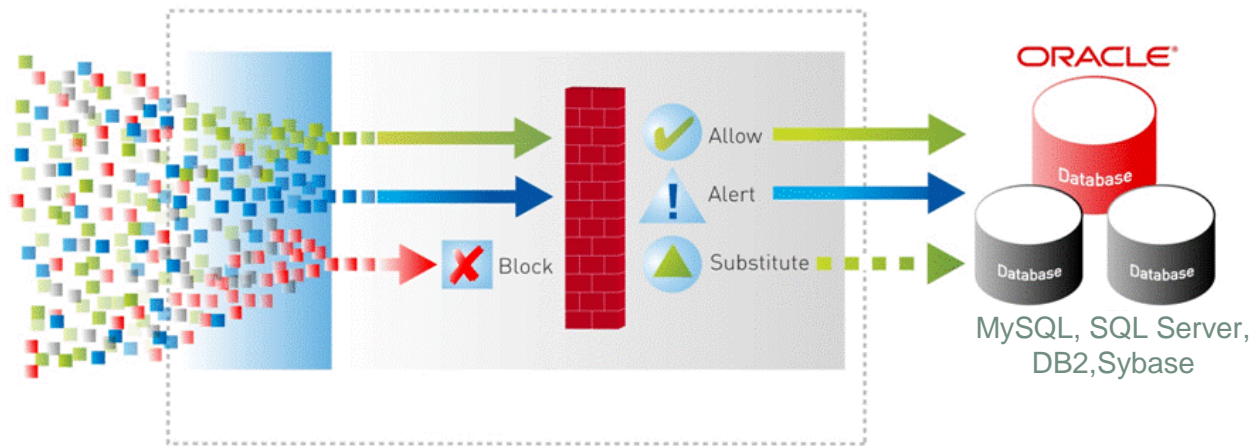 ORACLE®
Allow
Database
Alert
Block
Substitute
Database
Database
MySQL, SQL Server,
DB2,Sybase